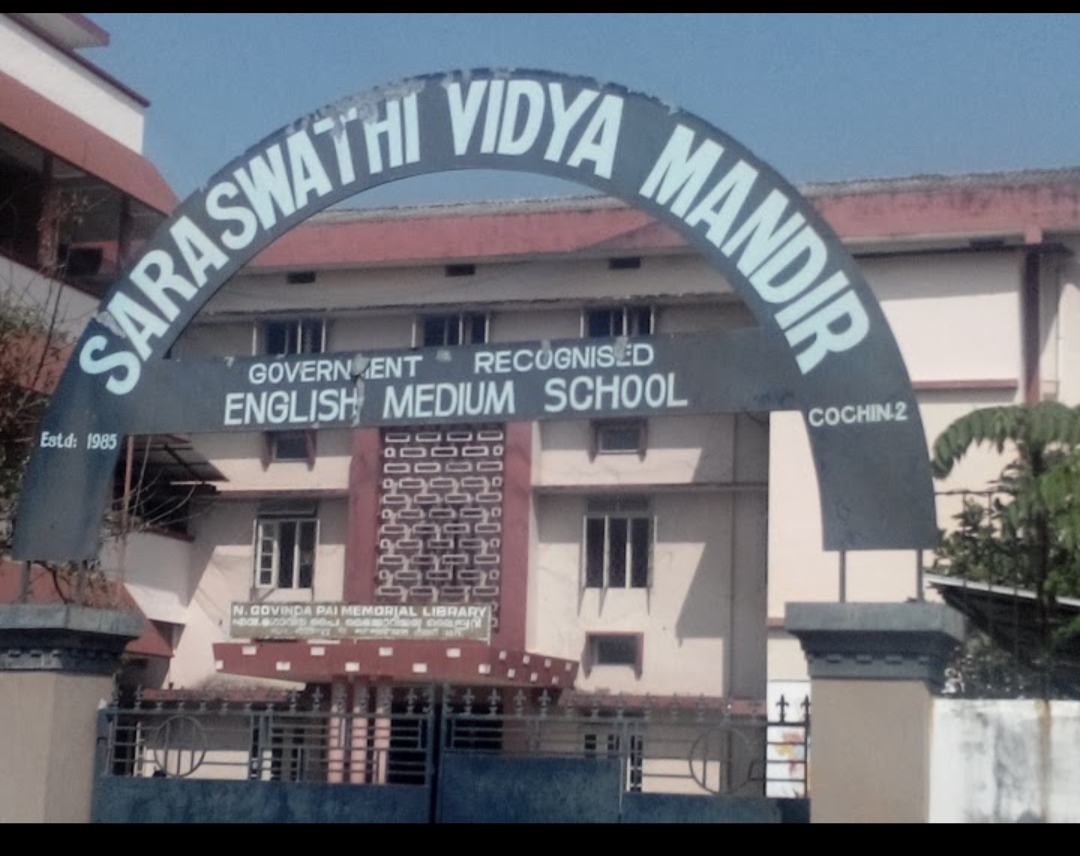 SARASWATHI VIDYA MANDIR
GOVERNMENT RECOGNISED
ENGLISH MEDIUM SCHOOL
Estd: 1985
COCHIN-2
N. GOVINDA PAI MEMORIAL LIBRARY